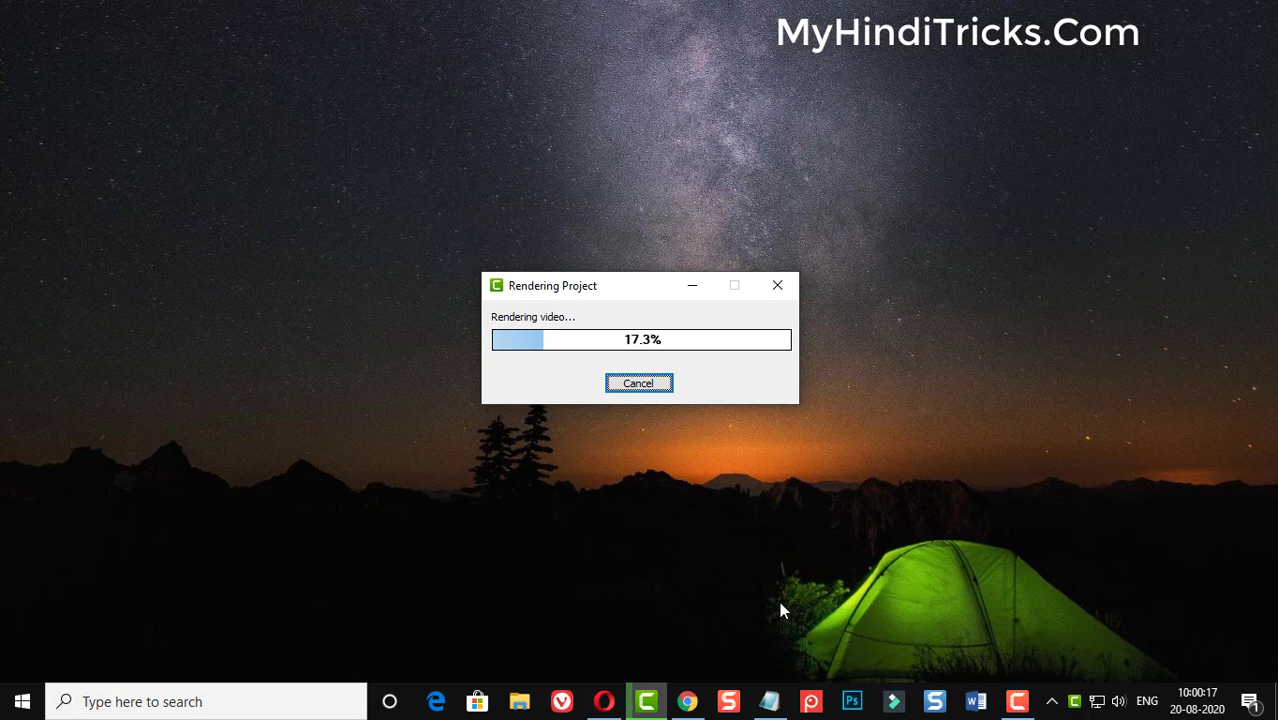 MyHindiTricks.Com
Rendering Project
Rendering video...
17.3%
Cancel
Type here to search
ENG
10:00:17
20-08-2020
1